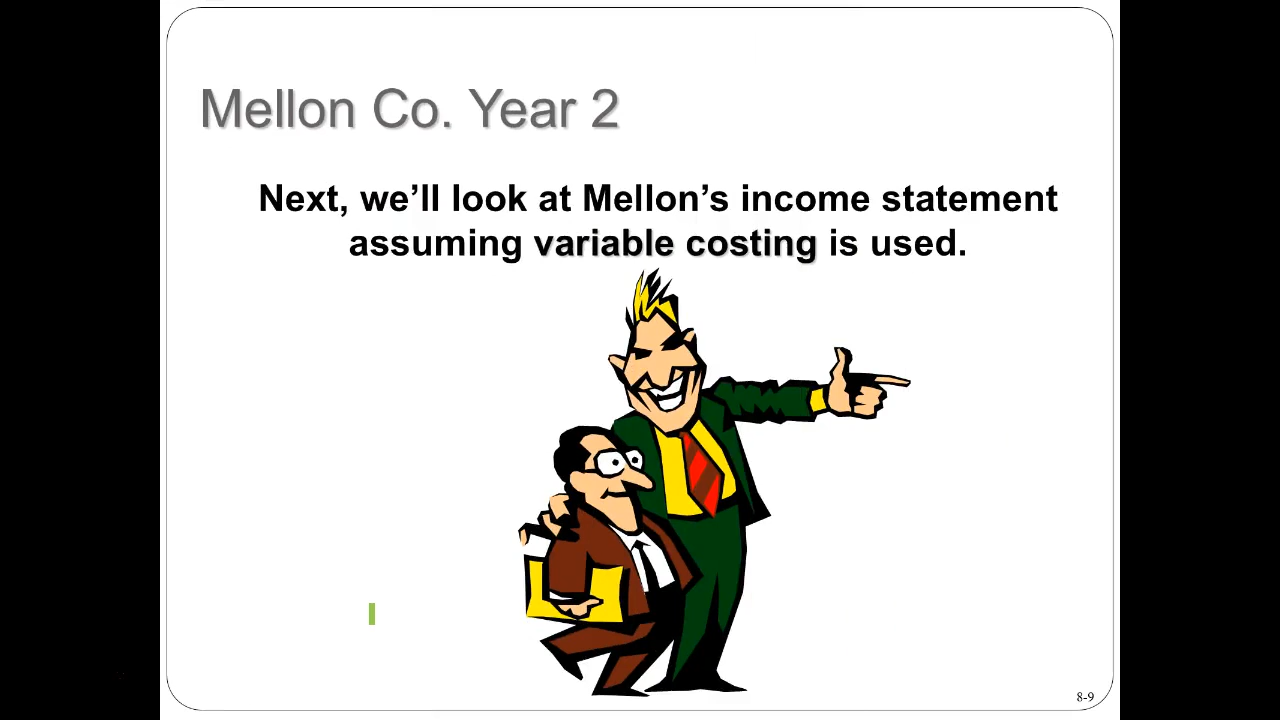 Mellon Co. Year 2
Next, we’ll look at Mellon’s income statement
assuming variable costing is used.
8-9